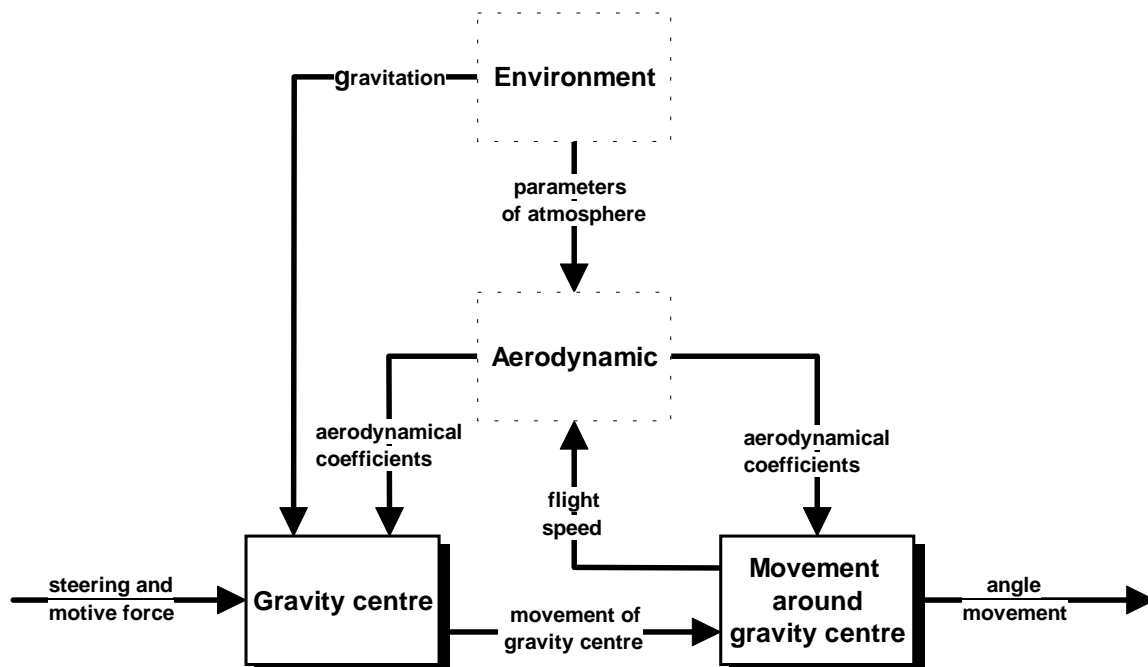 Environment
gravitation
parameters
of atmosphere
Aerodynamic
aerodynamical
coefficients
aerodynamical
coefficients
flight
speed
steering and
motive force
Gravity centre
movement of
gravity centre
Movement
around
gravity centre
angle
movement